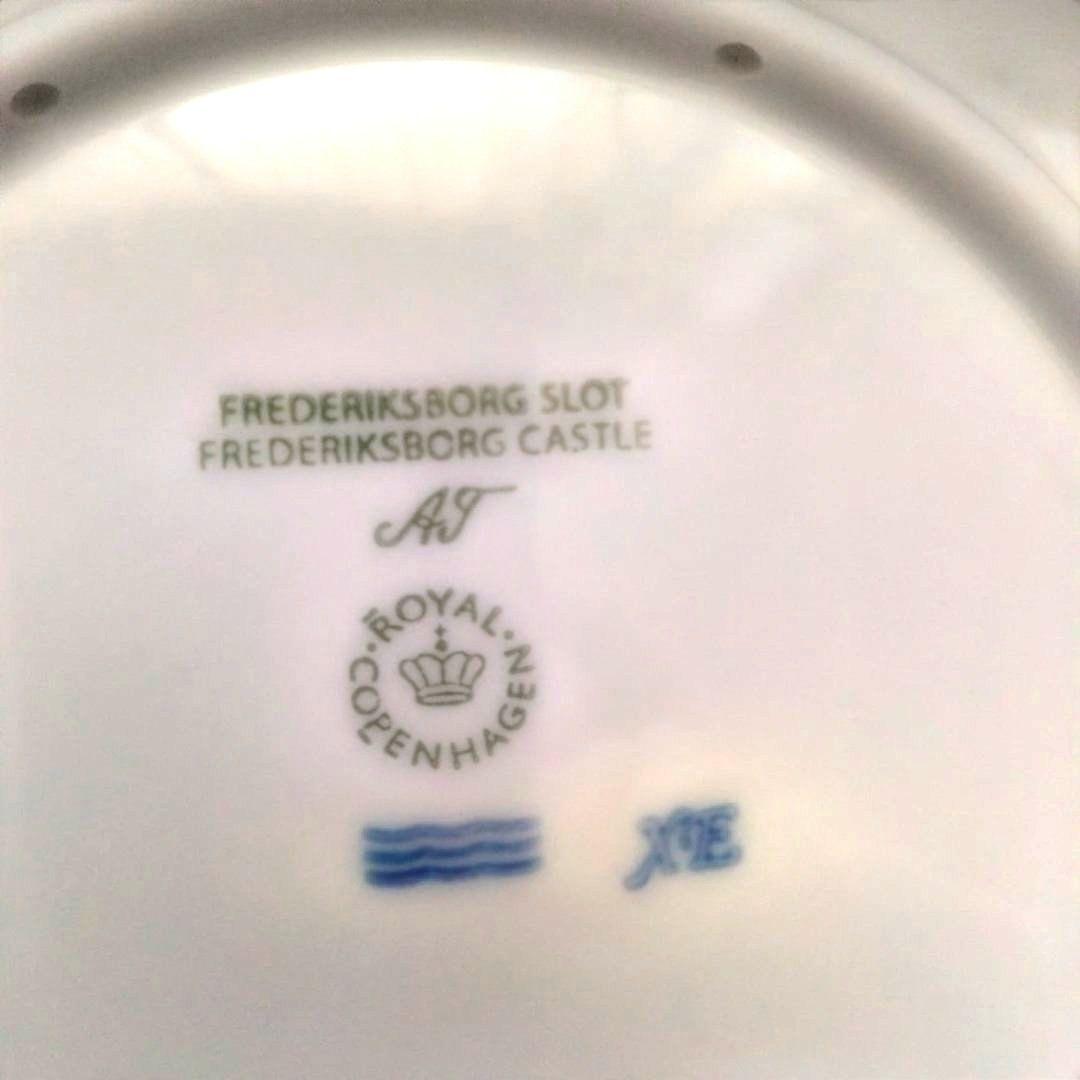 FREDERIKSBORG SLOT
FREDERIKSBORG CASTLE
AT
ROYAL · COPENHAGEN ·